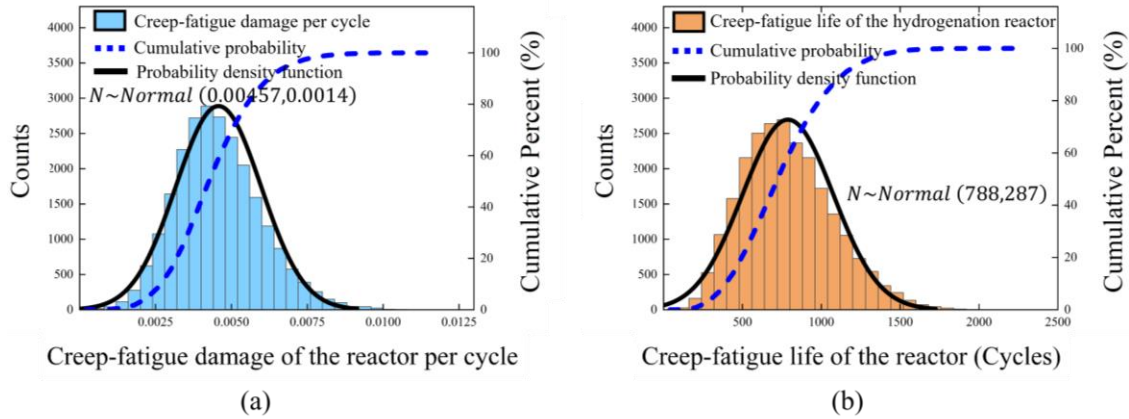 4000
3500
3000
2500
2000
1500
1000
500
0
Counts
Creep-fatigue damage per cycle
Cumulative probability
Probability density function
N~Normal (0.00457,0.0014)
100
80
60
40
20
0
Cumulative Percent (%)
0.0025
0.0050
0.0075
0.0100
0.0125
Creep-fatigue damage of the reactor per cycle
(a)
4000
3500
3000
2500
2000
1500
1000
500
0
Counts
Creep-fatigue life of the hydrogenation reactor
Cumulative probability
Probability density function
N~Normal (788,287)
100
80
60
40
20
0
Cumulative Percent (%)
500
1000
1500
2000
2500
Creep-fatigue life of the reactor (Cycles)
(b)